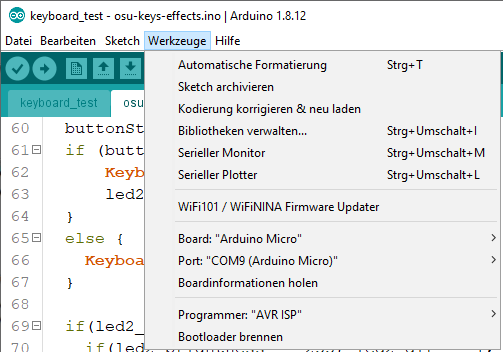 keyboard_test - osu-keys-effects.ino | Arduino 1.8.12
Datei Bearbeiten Sketch Werkzeuge Hilfe
Automatische Formatierung Strg+T
Sketch archivieren
Kodierung korrigieren & neu laden
Bibliotheken verwalten... Strg+Umschalt+I
Serieller Monitor Strg+Umschalt+M
Serieller Plotter Strg+Umschalt+L
WiFi101 / WiFiNINA Firmware Updater
Board: "Arduino Micro"
Port: "COM9 (Arduino Micro)"
Boardinformationen holen
Programmer: "AVR ISP"
Bootloader brennen
keyboard_test osu
60 buttonSt
61 if (butt
62 Keyb
63 led2
64 }
65 else {
66 Keyboa
67 }
68
69 if(led2_
70 if(led2